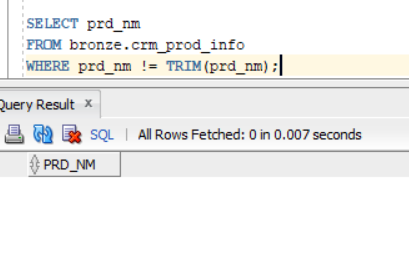 SELECT prd_nm
FROM bronze.crm_prod_info
WHERE prd_nm != TRIM(prd_nm);
Query Result x
SQL | All Rows Fetched: 0 in 0.007 seconds
PRD_NM